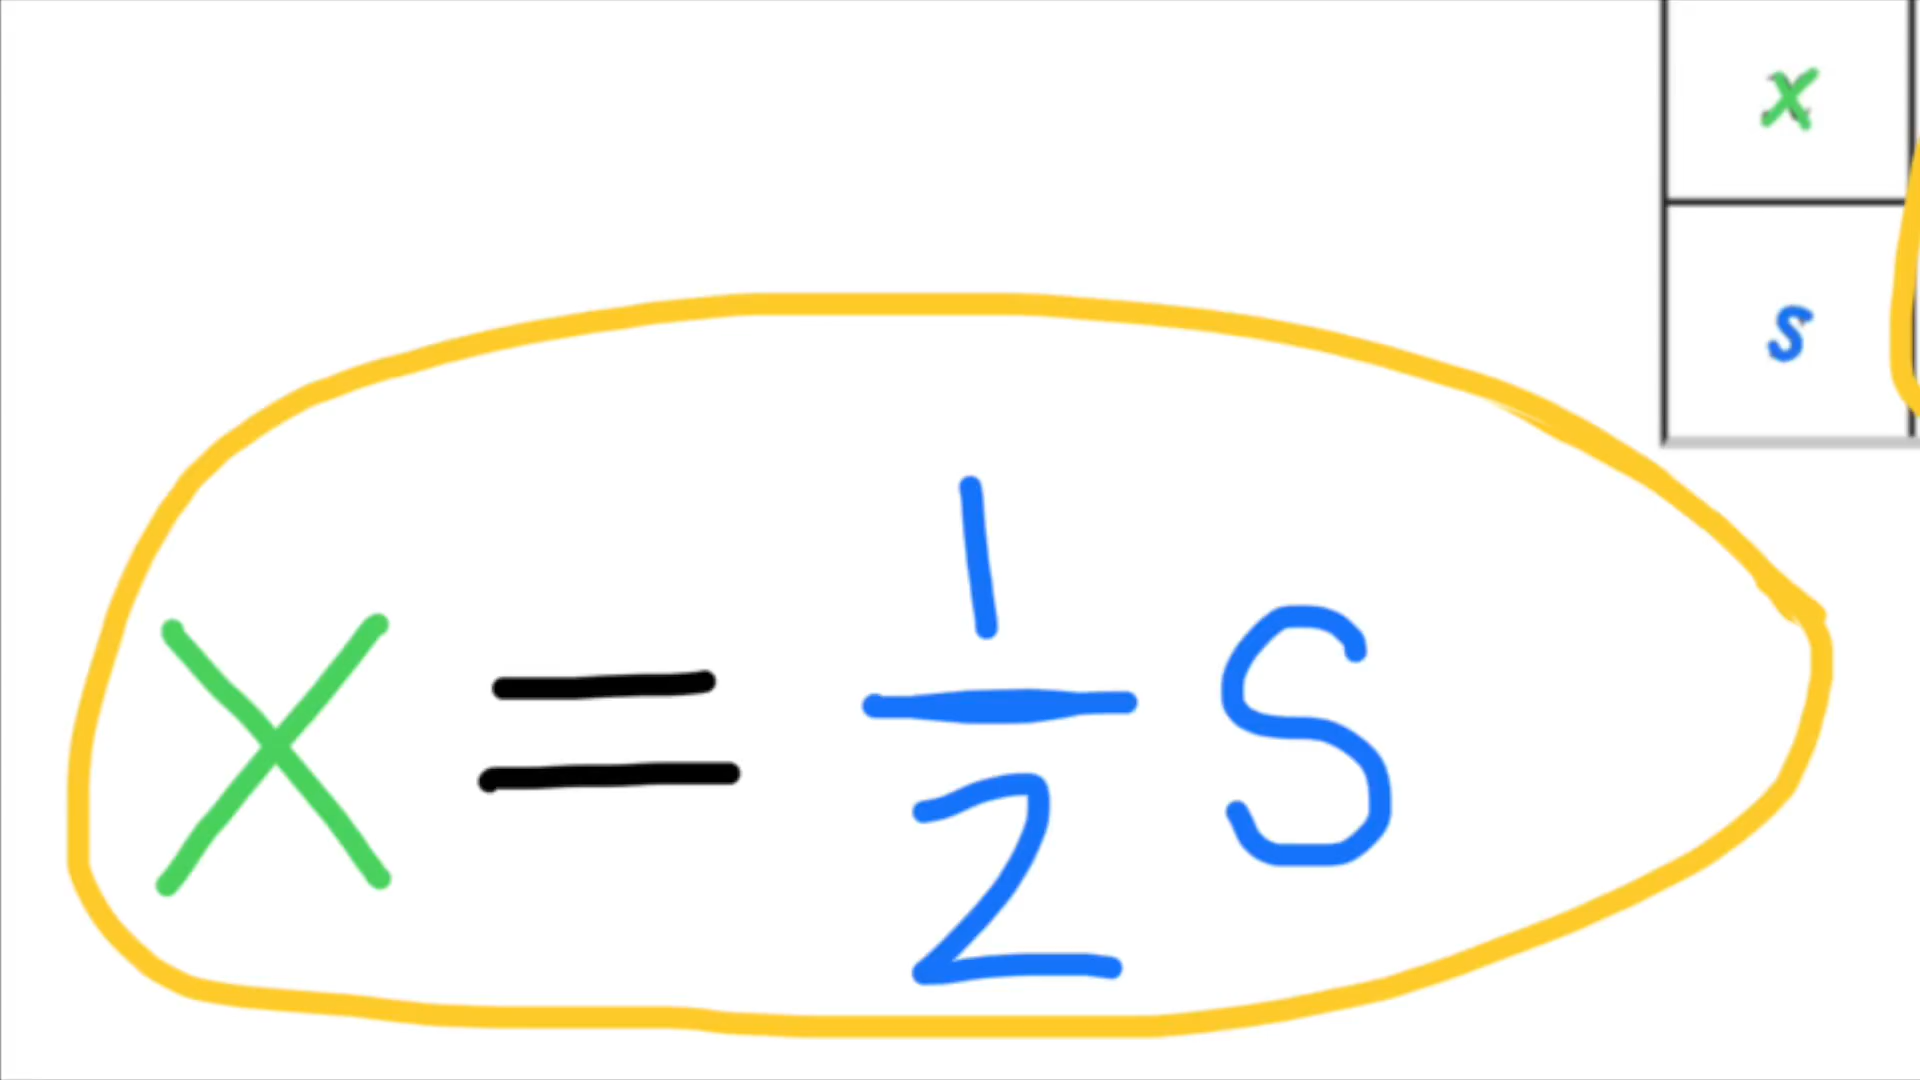 x
s
X = 1/2 S